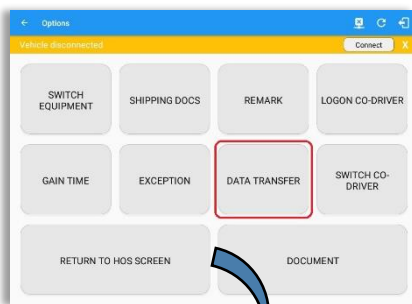 Options
Vehicle disconnected
Connect X
SWITCH
EQUIPMENT
SHIPPING DOCS
REMARK
LOGON CO-DRIVER
GAIN TIME
EXCEPTION
DATA TRANSFER
SWITCH CO-
DRIVER
RETURN TO HOS SCREEN
DOCUMENT